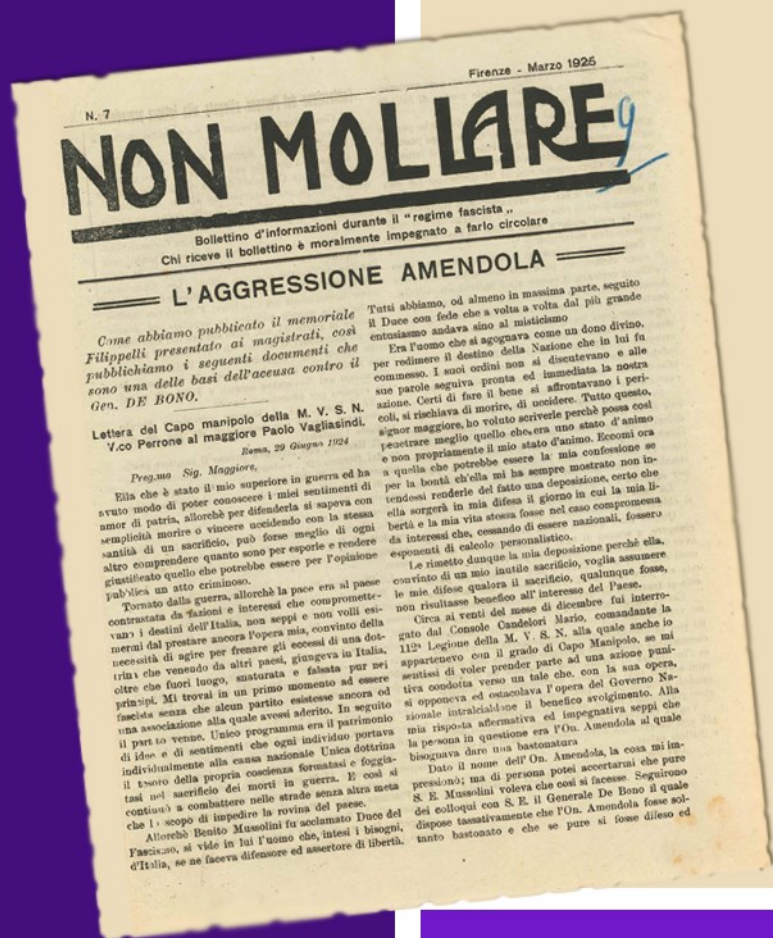 N. 7
Firenze - Marzo 1925
NON MOLLARE
9
Bollettino d'informazioni durante il "regime fascista„
Chi riceve il bollettino è moralmente impegnato a farlo circolare
L'AGGRESSIONE AMENDOLA
Come abbiamo pubblicato il memoriale
Filippelli presentato ai magistrati, così
pubblichiamo i seguenti documenti che
sono una delle basi dell'accusa contro il
Gen. DE BONO.
Lettera del Capo manipolo della M. V. S. N.
V.co Perrone al maggiore Paolo Vagliasindi.
Roma, 29 Giugno 1924
Preg.mo Sig. Maggiore,
Ella che è stato il mio superiore in guerra ed ha
avuto modo di poter conoscere i miei sentimenti di
amor di patria, allorchè per difenderla si sapeva con
semplicità morire o vincere uccidendo con la stessa
santità di un sacrificio, può forse meglio di ogni
altro comprendere quanto sono per esporle e rendere
giustificato quello che potrebbe essere per l'opinione
pubblica un atto criminoso.
Tornato dalla guerra, allorchè la pace era al paese
contrastata da fazioni e interessi che compromette-
vano i destini dell'Italia, non seppi e non volli esi-
mermi dal prestare ancora l'opera mia, convinto della
necessità di agire per frenare gli eccessi di una dot-
trina che venendo da altri paesi, giungeva in Italia,
oltre che fuori luogo, snaturata e falsata pur nei
principi. Mi trovai in un primo momento ad essere
fascista senza che alcun partito esistesse ancora od
una associazione alla quale avessi aderito. In seguito
il partito venne. Unico programma era il patrimonio
di idee e di sentimenti che ogni individuo portava
individualmente alla causa nazionale Unica dottrina
il tesoro della propria coscienza formatasi e foggia-
tasi nel sacrificio dei morti in guerra. E così si
continuò a combattere nelle strade senza altra meta
che lo scopo di impedire la rovina del paese.
Allorchè Benito Mussolini fu acclamato Duce del
Fascismo, si vide in lui l'uomo che, intesi i bisogni,
d'Italia, se ne faceva difensore ed assertore di libertà.
Tutti abbiamo, od almeno in massima parte, seguito
il Duce con fede che a volta a volta dal più grande
entusiasmo andava sino al misticismo
Era l'uomo che si agognava come un dono divino,
per redimere il destino della Nazione che in lui fu
commesso. I suoi ordini non si discutevano e alle
sue parole seguiva pronta ed immediata la nostra
azione. Certi di fare il bene si affrontavano i peri-
coli, si rischiava di morire, di uccidere. Tutto questo,
signor maggiore, ho voluto scriverle perchè possa così
penetrare meglio quello che era uno stato d'animo
e non propriamente il mio stato d'animo. Eccomi ora
a quella che potrebbe essere la mia confessione se
per la bontà ch'ella mi ha sempre mostrato non in-
tendessi renderle del fatto una deposizione, certo che
ella sorgerà in mia difesa il giorno in cui la mia li-
bertà e la mia vita stessa fosse nel caso compromessa
da interessi che, cessando di essere nazionali, fossero
esponenti di calcolo personalistico.
Le rimetto dunque la mia deposizione perchè ella,
convinto di un mio inutile sacrificio, voglia assumere
le mie difese qualora il sacrificio, qualunque fosse,
non risultasse benefico all'interesse del Paese.
Circa ai venti del mese di dicembre fui interro-
gato dal Console Candelori Mario, comandante la
112ª Legione della M. V. S. N. alla quale anche io
appartenevo con il grado di Capo Manipolo, se mi
sentissi di voler prender parte ad una azione puni-
tiva condotta verso un tale che, con la sua opera,
si opponeva ed ostacolava l'opera del Governo Na-
zionale intralciandone il benefico svolgimento. Alla
mia risposta affermativa ed impegnativa seppi che
la persona in questione era l'On. Amendola al quale
bisognava dare una bastonatura
Dato il nome dell'On. Amendola, la cosa mi im-
pressionò; ma di persona potei accertarmi che pure
S. E. Mussolini voleva che così si facesse. Seguirono
dei colloqui con S. E. il Generale De Bono il quale
dispose tassativamente che l'On. Amendola fosse sol-
tanto bastonato e che se pure si fosse difeso ed